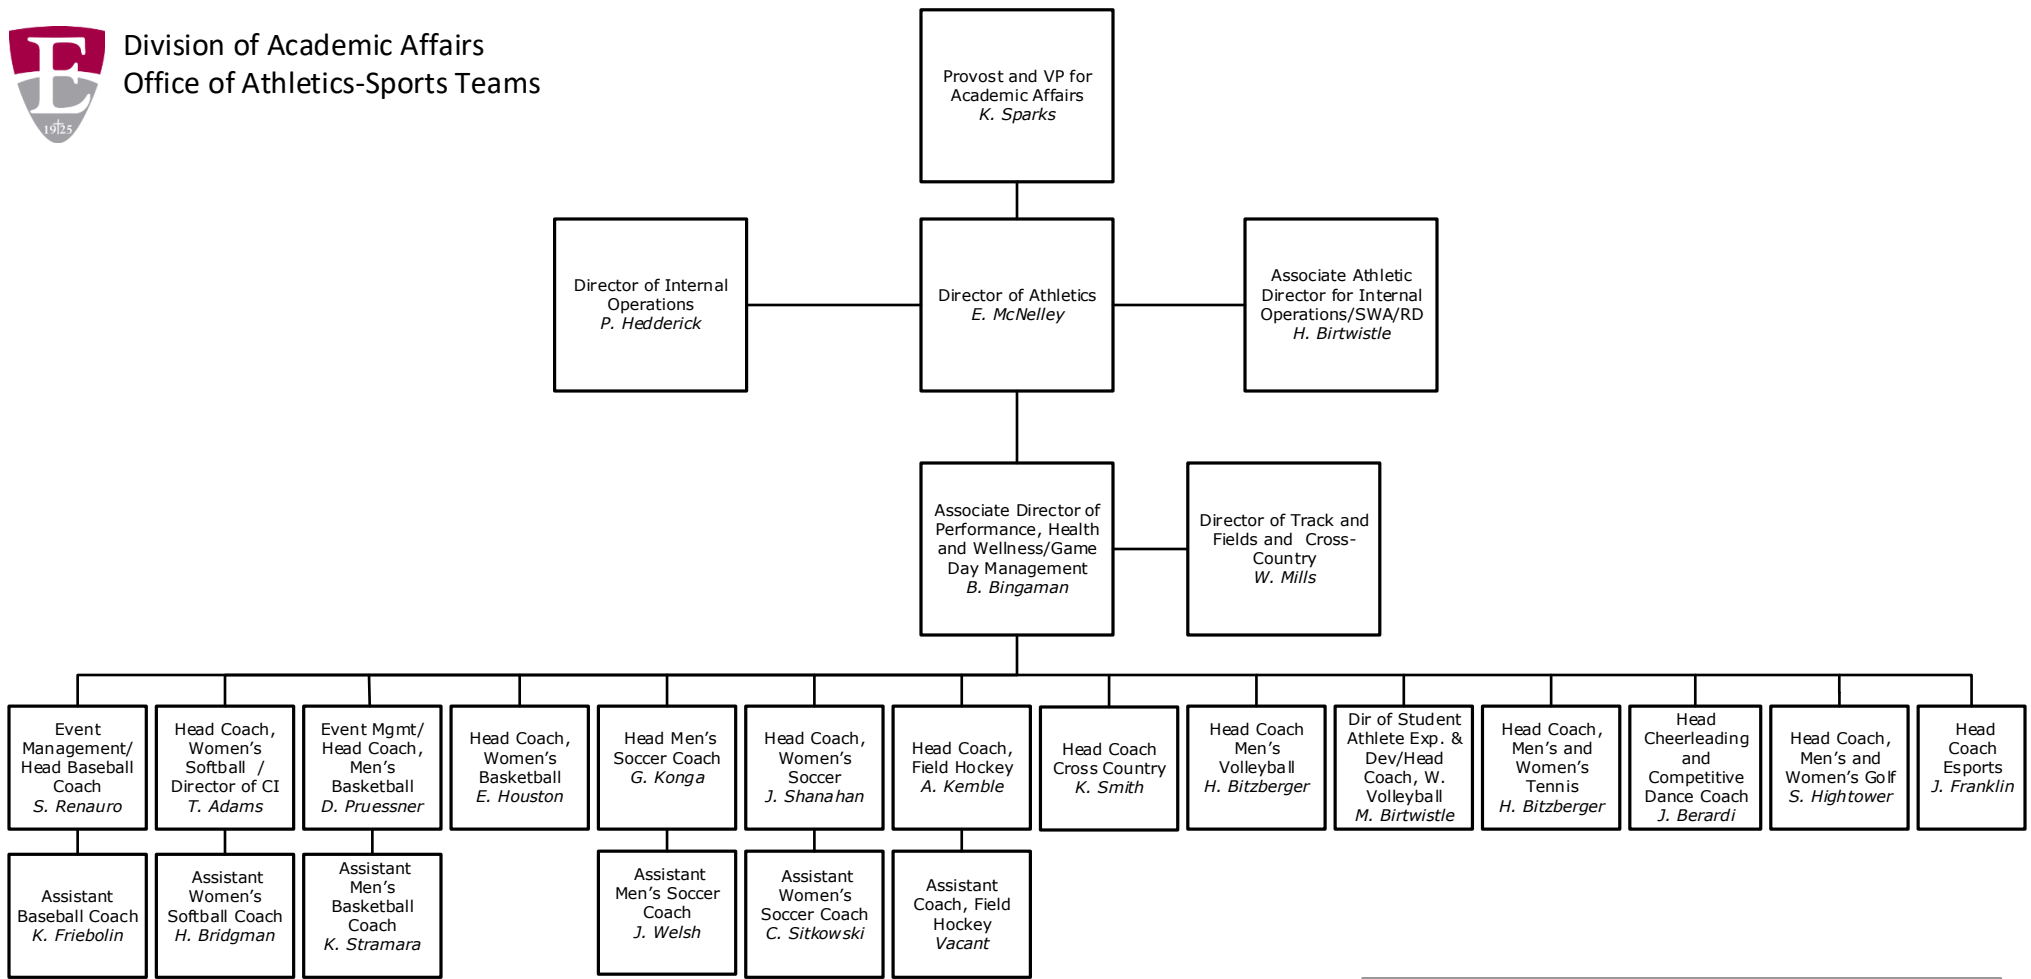 E
19†25
Division of Academic Affairs
Office of Athletics-Sports Teams
Provost and VP for
Academic Affairs
K. Sparks
Director of Internal
Operations
P. Hedderick
Director of Athletics
E. McNelley
Associate Athletic
Director for Internal
Operations/SWA/RD
H. Birtwistle
Associate Director of
Performance, Health
and Wellness/Game
Day Management
B. Bingaman
Director of Track and
Fields and Cross-
Country
W. Mills
Event
Management/
Head Baseball
Coach
S. Renauro
Head Coach,
Women’s
Softball /
Director of CI
T. Adams
Event Mgmt/
Head Coach,
Men’s
Basketball
D. Pruessner
Head Coach,
Women’s
Basketball
E. Houston
Head Men’s
Soccer Coach
G. Konga
Head Coach,
Women’s
Soccer
J. Shanahan
Head Coach,
Field Hockey
A. Kemble
Head Coach
Cross Country
K. Smith
Head Coach
Men’s
Volleyball
H. Bitzberger
Dir of Student
Athlete Exp. &
Dev/Head
Coach, W.
Volleyball
M. Birtwistle
Head Coach,
Men’s and
Women’s
Tennis
H. Bitzberger
Head
Cheerleading
and
Competitive
Dance Coach
J. Berardi
Head Coach,
Men’s and
Women’s Golf
S. Hightower
Head
Coach
Esports
J. Franklin
Assistant
Baseball Coach
K. Friebolin
Assistant
Women’s
Softball Coach
H. Bridgman
Assistant
Men’s
Basketball
Coach
K. Stramara
Assistant
Men’s Soccer
Coach
J. Welsh
Assistant
Women’s
Soccer Coach
C. Sitkowski
Assistant
Coach, Field
Hockey
Vacant